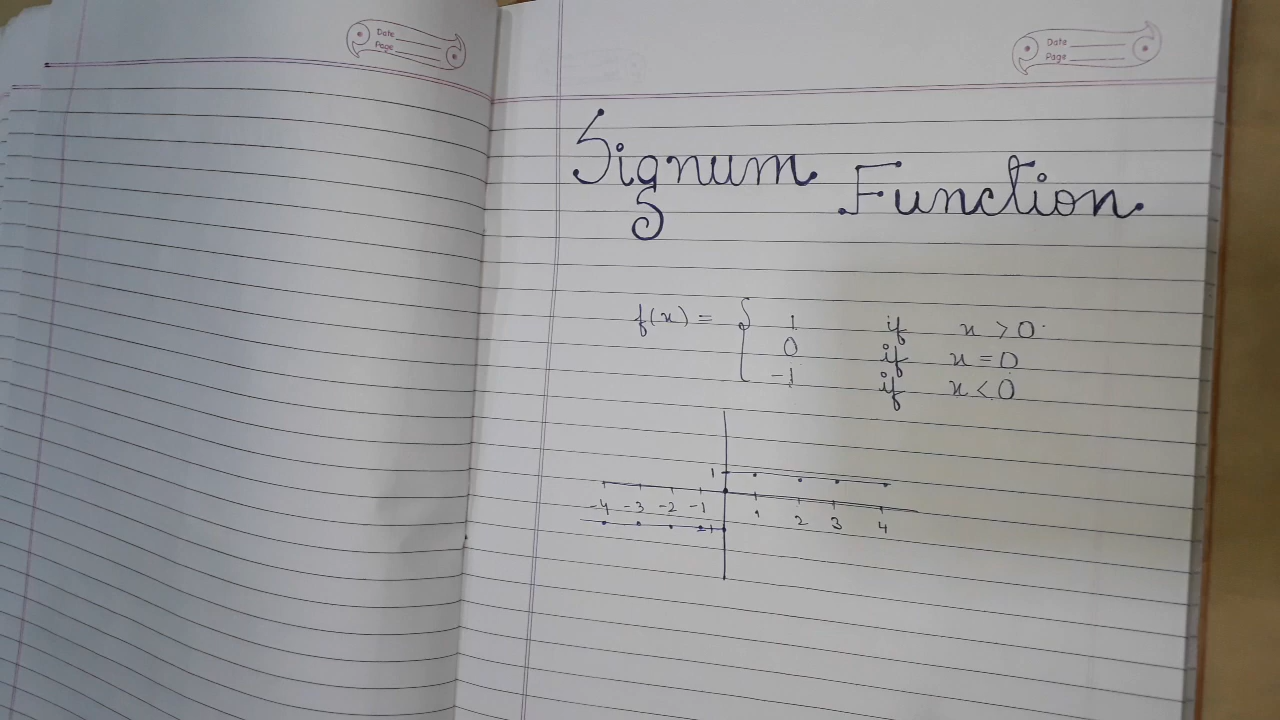 Date
Page
Date
Page
Signum Function
f(x) = { 1 if x > 0
0 if x = 0
-1 if x < 0
1
-4 -3 -2 -1 1 2 3 4
-1